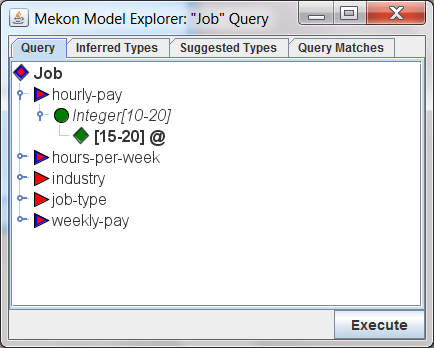 Mekon Model Explorer: "Job" Query
Query Inferred Types Suggested Types Query Matches
Job
hourly-pay
Integer[10-20]
[15-20] @
hours-per-week
industry
job-type
weekly-pay
Execute